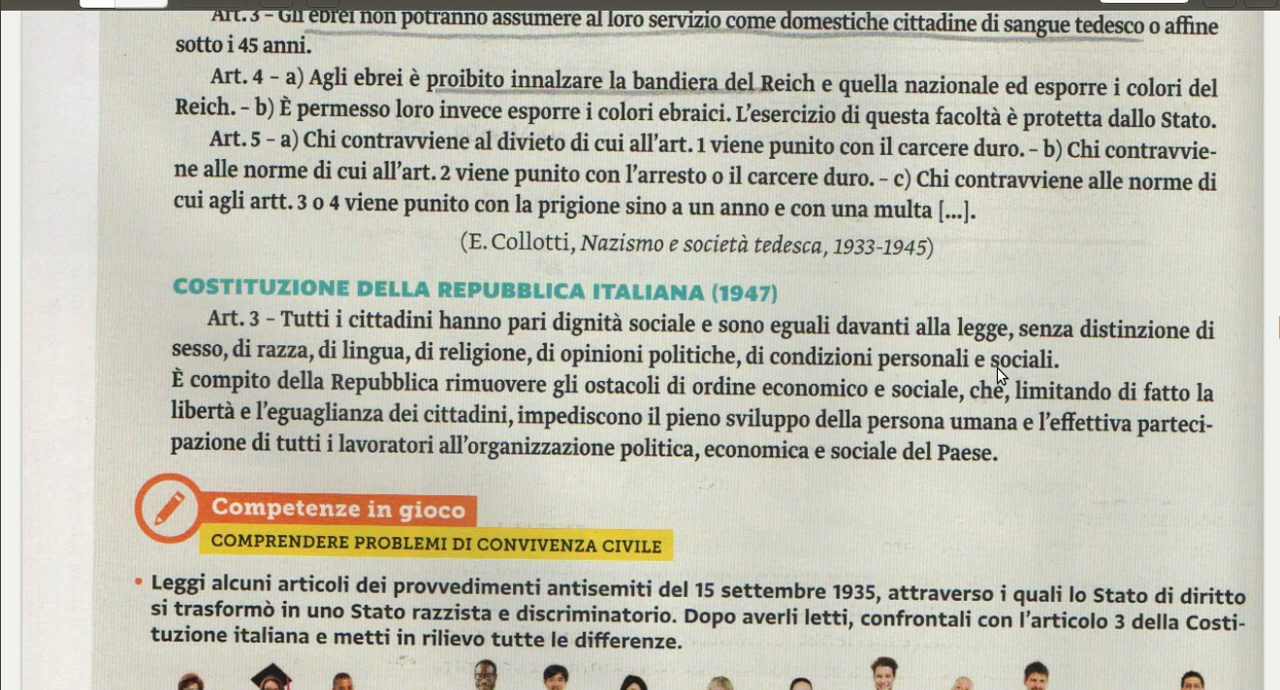 Art. 3 – Gli ebrei non potranno assumere al loro servizio come domestiche cittadine di sangue tedesco o affine
sotto i 45 anni.
Art. 4 – a) Agli ebrei è proibito innalzare la bandiera del Reich e quella nazionale ed esporre i colori del
Reich. – b) È permesso loro invece esporre i colori ebraici. L’esercizio di questa facoltà è protetta dallo Stato.
Art. 5 – a) Chi contravviene al divieto di cui all’art. 1 viene punito con il carcere duro. – b) Chi contravvie-
ne alle norme di cui all’art. 2 viene punito con l’arresto o il carcere duro. – c) Chi contravviene alle norme di
cui agli artt. 3 o 4 viene punito con la prigione sino a un anno e con una multa [...].
(E. Collotti, Nazismo e società tedesca, 1933-1945)
COSTITUZIONE DELLA REPUBBLICA ITALIANA (1947)
Art. 3 – Tutti i cittadini hanno pari dignità sociale e sono eguali davanti alla legge, senza distinzione di
sesso, di razza, di lingua, di religione, di opinioni politiche, di condizioni personali e sociali.
È compito della Repubblica rimuovere gli ostacoli di ordine economico e sociale, che, limitando di fatto la
libertà e l’eguaglianza dei cittadini, impediscono il pieno sviluppo della persona umana e l’effettiva parteci-
pazione di tutti i lavoratori all’organizzazione politica, economica e sociale del Paese.
Competenze in gioco
COMPRENDERE PROBLEMI DI CONVIVENZA CIVILE
• Leggi alcuni articoli dei provvedimenti antisemiti del 15 settembre 1935, attraverso i quali lo Stato di diritto
si trasformò in uno Stato razzista e discriminatorio. Dopo averli letti, confrontali con l’articolo 3 della Costi-
tuzione italiana e metti in rilievo tutte le differenze.